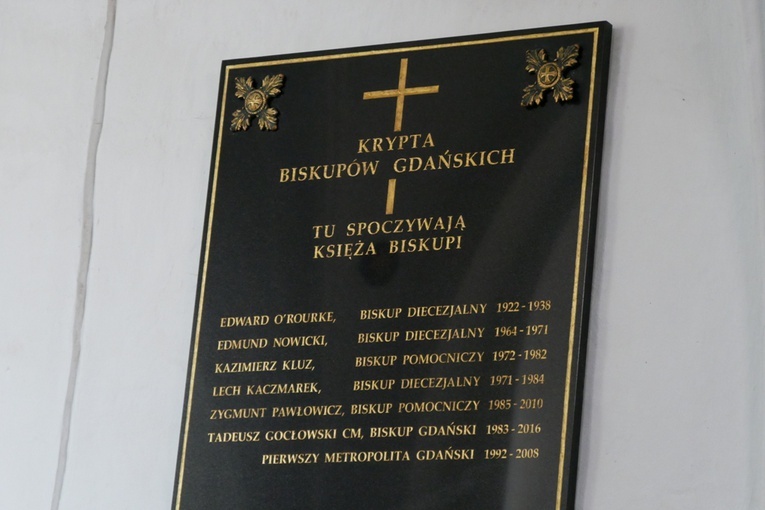 KRYPTA
BISKUPÓW GDAŃSKICH
TU SPOCZYWAJĄ
KSIĘŻA BISKUPI
EDWARD O'ROURKE, BISKUP DIECEZJALNY 1922-1938
EDMUND NOWICKI, BISKUP DIECEZJALNY 1964-1971
KAZIMIERZ KLUZ, BISKUP POMOCNICZY 1972-1982
LECH KACZMAREK, BISKUP DIECEZJALNY 1971-1984
ZYGMUNT PAWŁOWICZ, BISKUP POMOCNICZY 1985-2010
TADEUSZ GOCŁOWSKI CM, BISKUP GDAŃSKI 1983-2016
PIERWSZY METROPOLITA GDAŃSKI 1992-2008